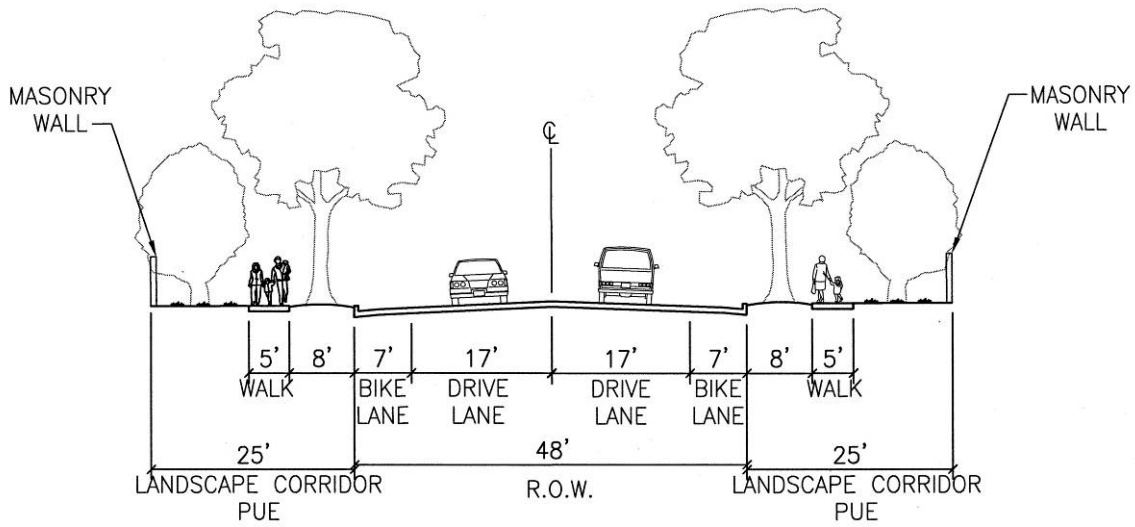 MASONRY
WALL
℄
MASONRY
WALL
5' 8' 7' 17' 17' 7' 8' 5'
WALK BIKE DRIVE DRIVE BIKE WALK
LANE LANE LANE LANE
25' 48' 25'
LANDSCAPE CORRIDOR R.O.W. LANDSCAPE CORRIDOR
PUE PUE